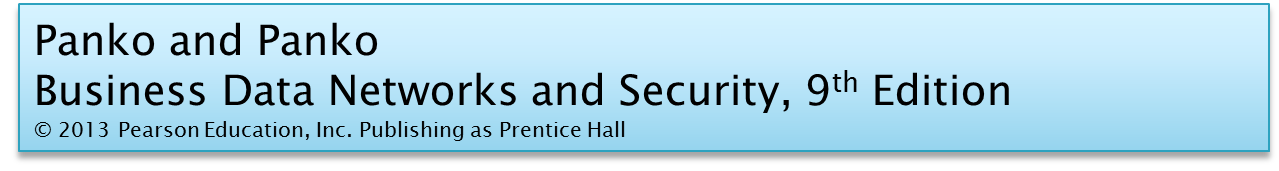 Panko and Panko
Business Data Networks and Security, 9th Edition
© 2013 Pearson Education, Inc. Publishing as Prentice Hall